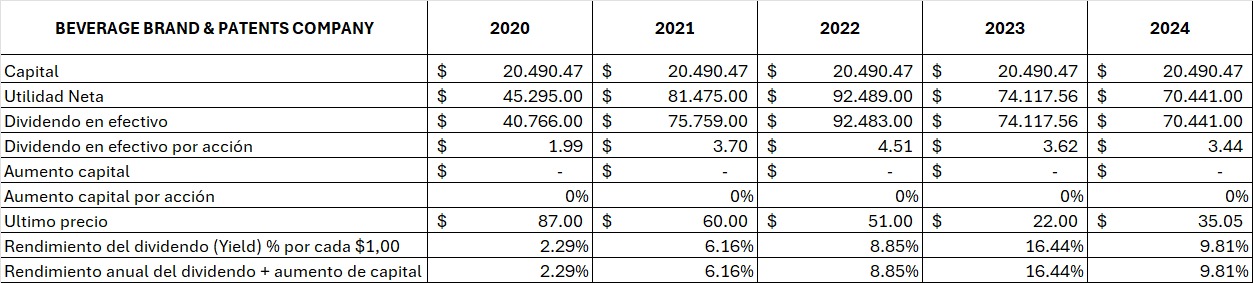 BEVERAGE BRAND & PATENTS COMPANY 2020 2021 2022 2023 2024
Capital $ 20.490.47 $ 20.490.47 $ 20.490.47 $ 20.490.47 $ 20.490.47
Utilidad Neta $ 45.295.00 $ 81.475.00 $ 92.489.00 $ 74.117.56 $ 70.441.00
Dividendo en efectivo $ 40.766.00 $ 75.759.00 $ 92.483.00 $ 74.117.56 $ 70.441.00
Dividendo en efectivo por acción $ 1.99 $ 3.70 $ 4.51 $ 3.62 $ 3.44
Aumento capital $ - $ - $ - $ - $ -
Aumento capital por acción 0% 0% 0% 0% 0%
Ultimo precio $ 87.00 $ 60.00 $ 51.00 $ 22.00 $ 35.05
Rendimiento del dividendo (Yield) % por cada $1,00 2.29% 6.16% 8.85% 16.44% 9.81%
Rendimiento anual del dividendo + aumento de capital 2.29% 6.16% 8.85% 16.44% 9.81%